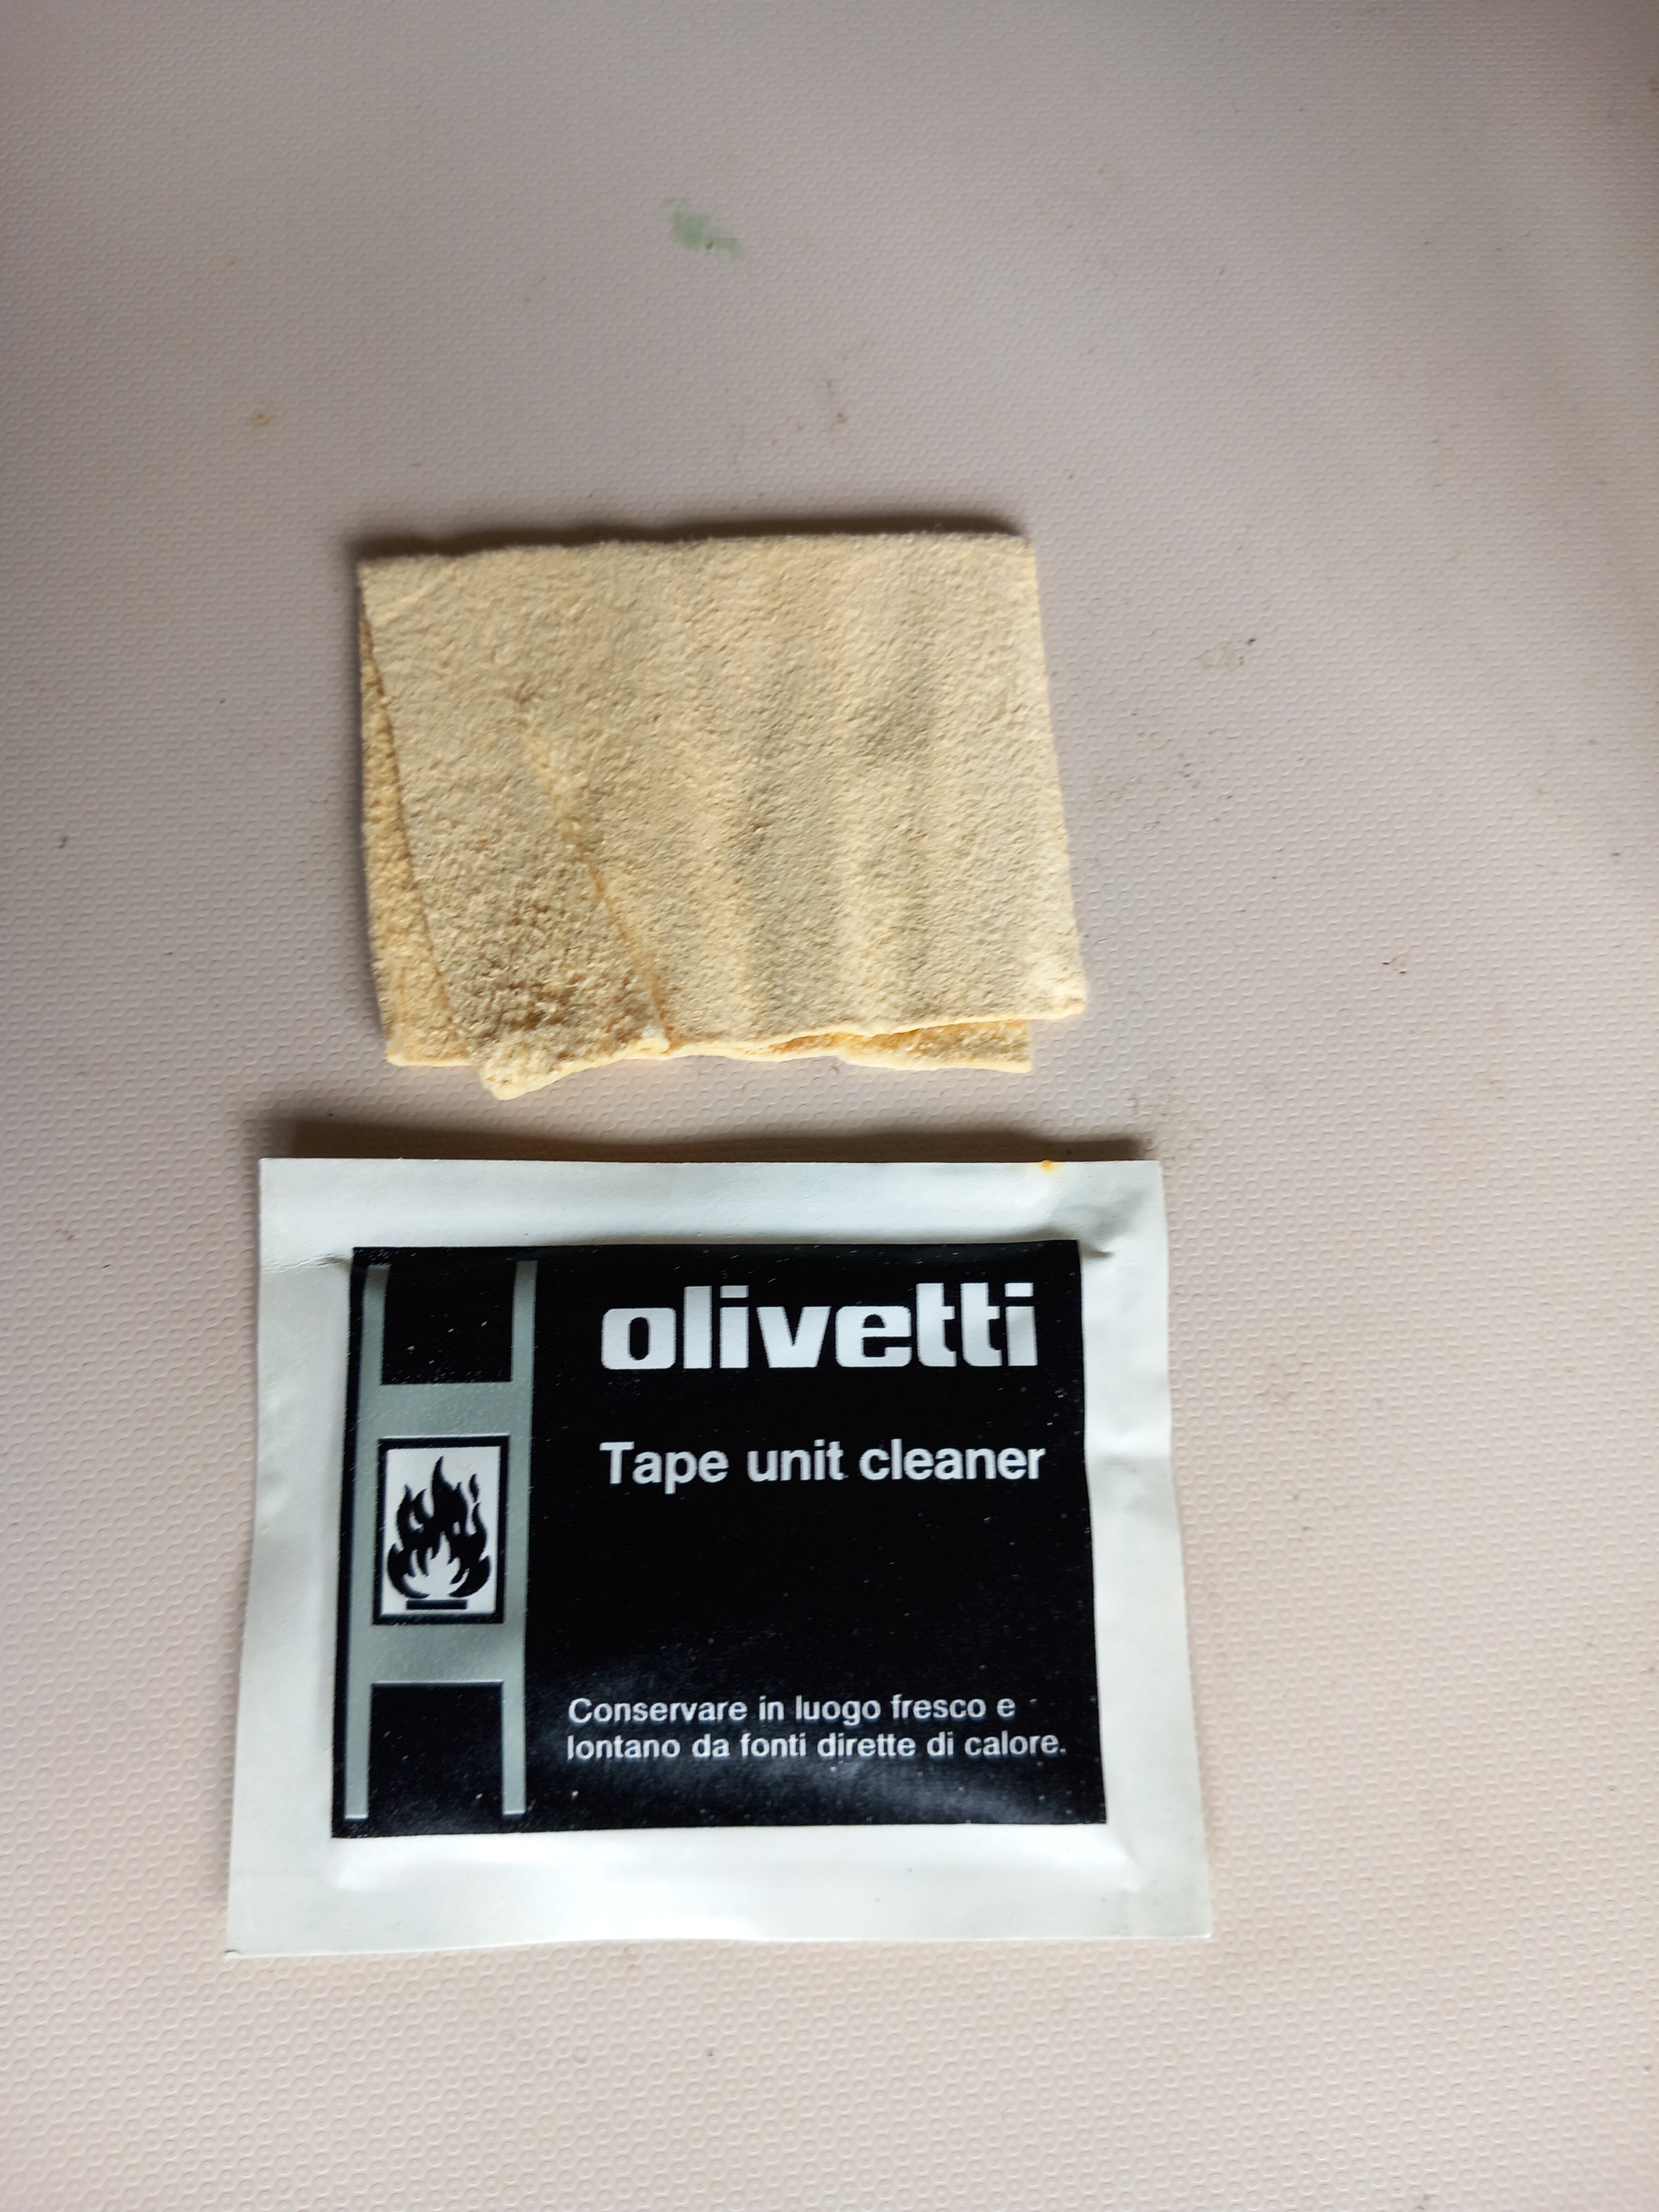 olivetti
Tape unit cleaner
Conservare in luogo fresco e
lontano da fonti dirette di calore.